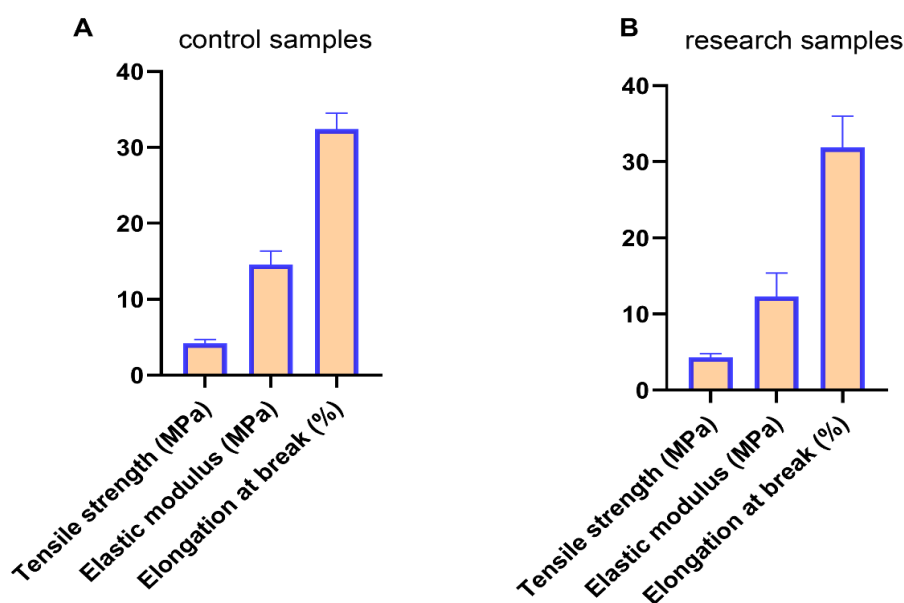 A
control samples
40
30
20
10
0
Tensile strength (MPa)
Elastic modulus (MPa)
Elongation at break (%)
B
research samples
40
30
20
10
0
Tensile strength (MPa)
Elastic modulus (MPa)
Elongation at break (%)